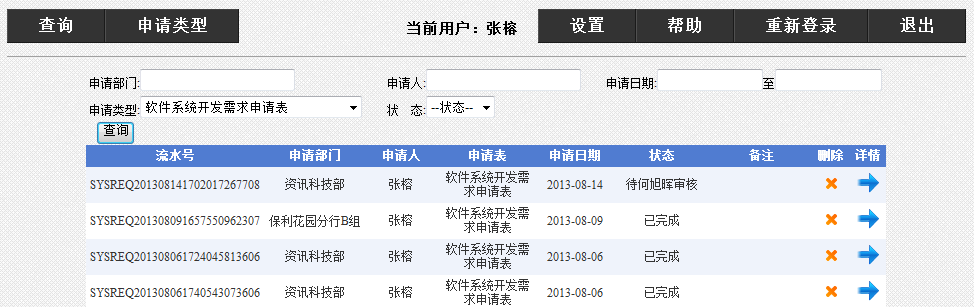 查询 申请类型 当前用户：张榕 设置 帮助 重新登录 退出
申请部门: 申请人: 申请日期: 至
申请类型: 软件系统开发需求申请表 状 态: --状态--
查询
流水号 申请部门 申请人 申请表 申请日期 状态 备注 删除 详情
SYSREQ201308141702017267708 资讯科技部 张榕 软件系统开发需求申请表 2013-08-14 待何旭晖审核
SYSREQ201308091657550962307 保利花园分行B组 张榕 软件系统开发需求申请表 2013-08-09 已完成
SYSREQ201308061724045813606 资讯科技部 张榕 软件系统开发需求申请表 2013-08-06 已完成
SYSREQ201308061740543073606 资讯科技部 张榕 软件系统开发需求申请表 2013-08-06 已完成